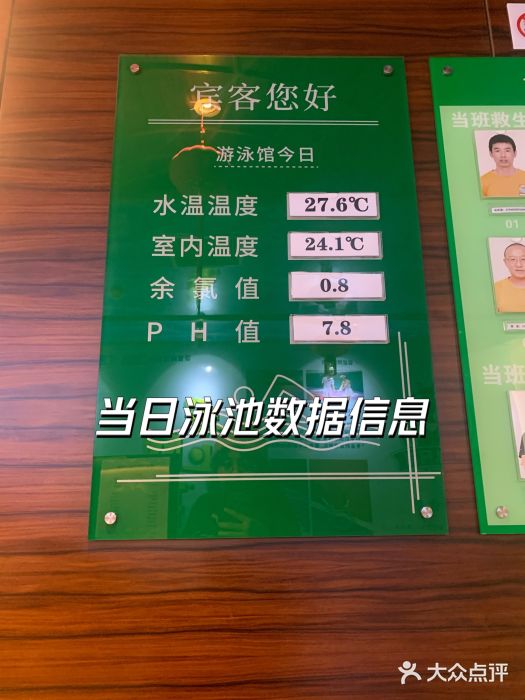 宾客您好
游泳馆今日
水温温度 27.6℃
室内温度 24.1℃
余氯值 0.8
PH值 7.8
当日泳池数据信息
当班救生
01
当班
大众点评